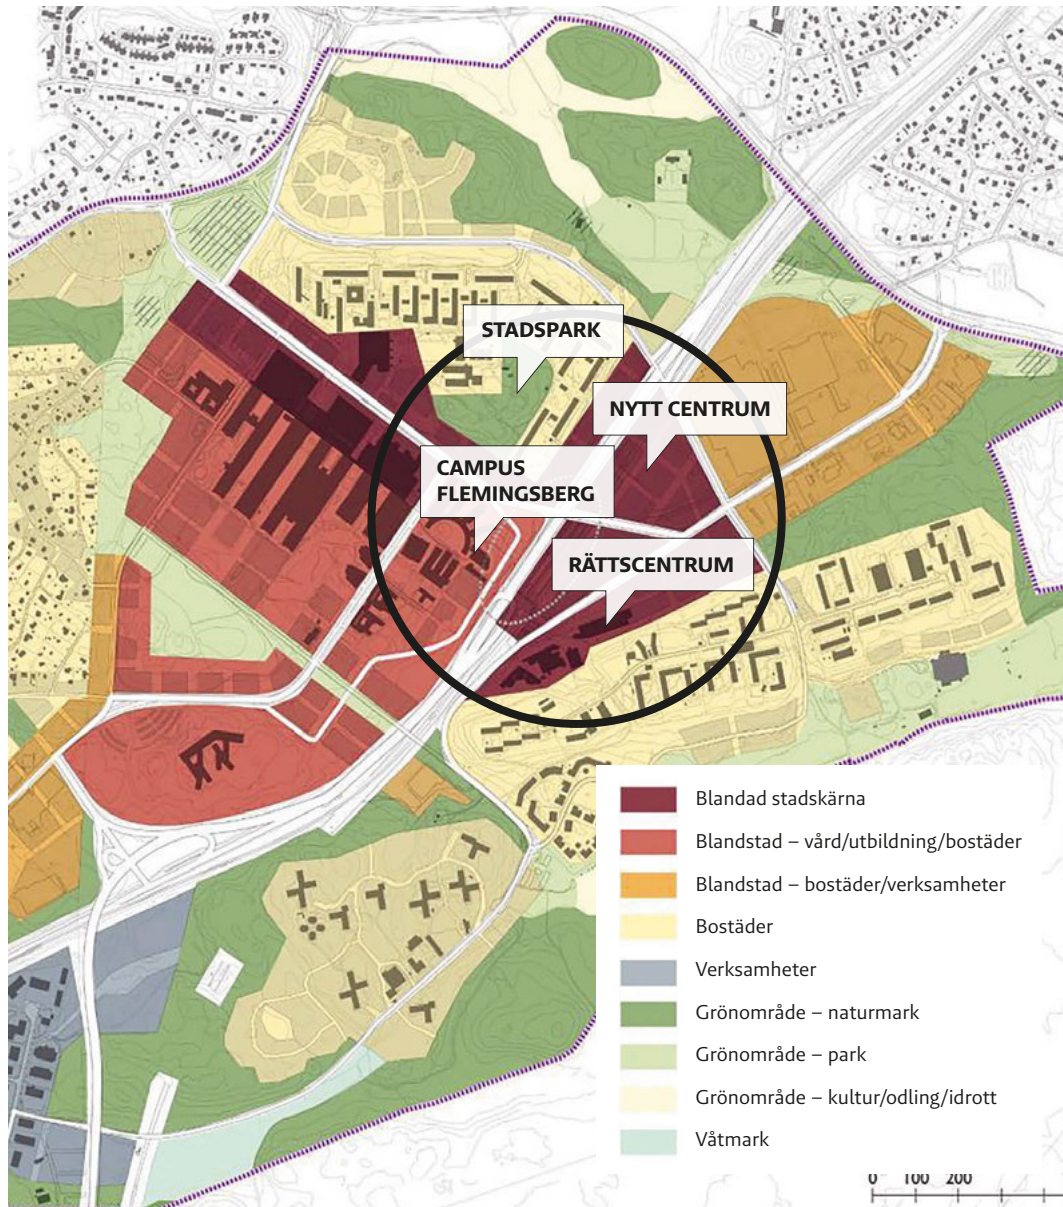 STADSPARK
NYTT CENTRUM
CAMPUS
FLEMINGSBERG
RÄTTSCENTRUM
Blandad stadskärna
Blandstad – vård/utbildning/bostäder
Blandstad – bostäder/verksamheter
Bostäder
Verksamheter
Grönområde – naturmark
Grönområde – park
Grönområde – kultur/odling/idrott
Våtmark
0 100 200